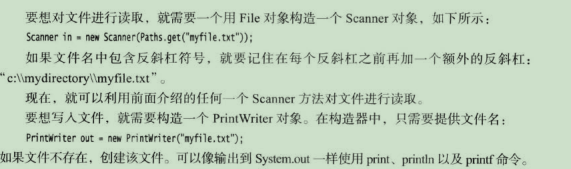 要想对文件进行读取，就需要一个用 File 对象构造一个 Scanner 对象，如下所示：
Scanner in = new Scanner(Paths.get("myfile.txt"));
如果文件名中包含反斜杠符号，就要记住在每个反斜杠之前再加一个额外的反斜杠：
“c:\\mydirectory\\myfile.txt”。
现在，就可以利用前面介绍的任何一个 Scanner 方法对文件进行读取。
要想写入文件，就需要构造一个 PrintWriter 对象。在构造器中，只需要提供文件名：
PrintWriter out = new PrintWriter("myfile.txt");
如果文件不存在，创建该文件。可以像输出到 System.out 一样使用 print、println 以及 printf 命令。